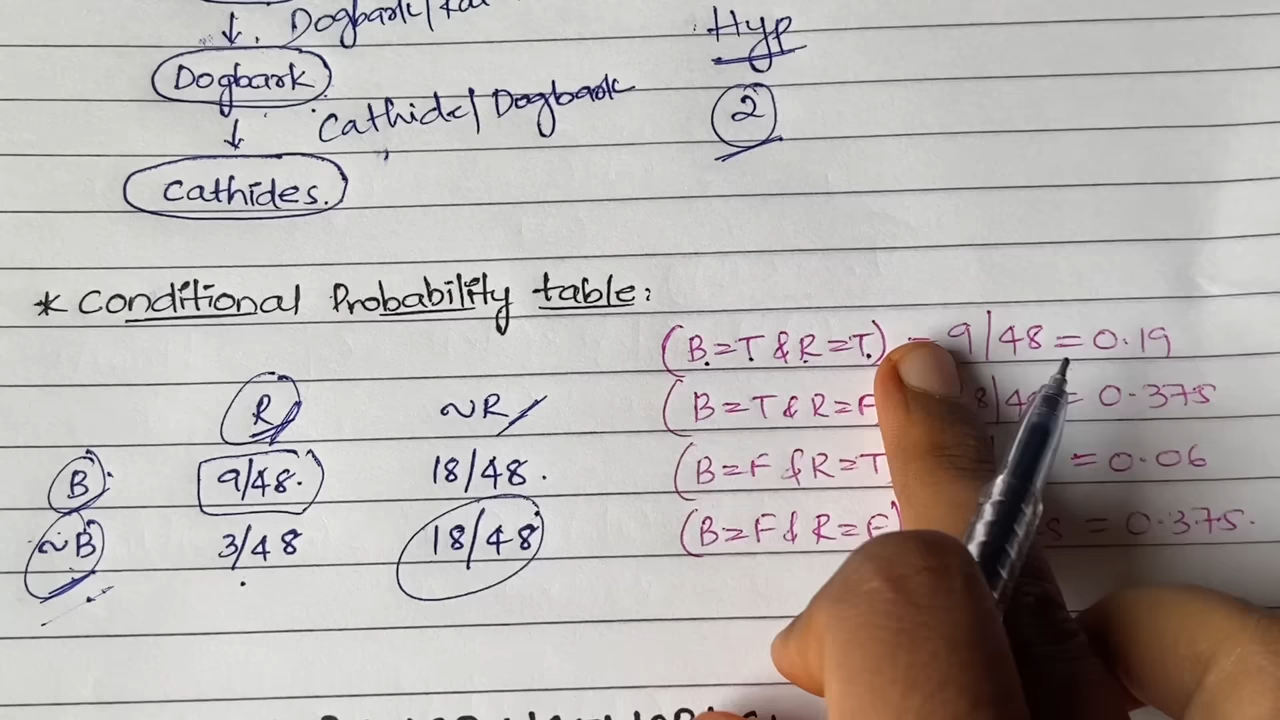 Dogbark/
↓.
Hyp
Dogbark
Cathide/Dogbark
2
↓
Cathides.
* Conditional Probability table:
(B=T & R=T) = 9/48 = 0.19
R ~R
(B=T & R=F = 0.375
B 9/48. 18/48.
(B=F & R=T = 0.06
~B 3/48 18/48
(B=F & R=F) = 0.375.